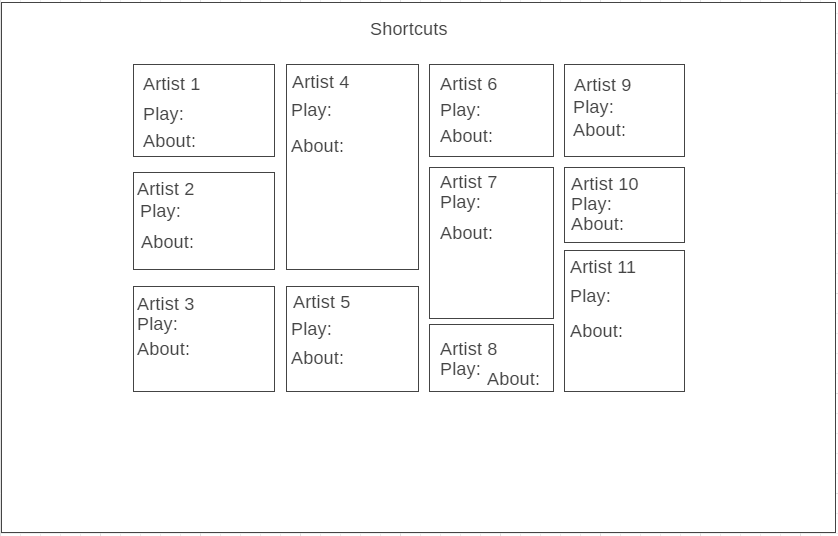 Shortcuts
Artist 1
Play:
About:
Artist 2
Play:
About:
Artist 3
Play:
About:
Artist 4
Play:
About:
Artist 5
Play:
About:
Artist 6
Play:
About:
Artist 7
Play:
About:
Artist 8
Play:
About:
Artist 9
Play:
About:
Artist 10
Play:
About:
Artist 11
Play:
About: